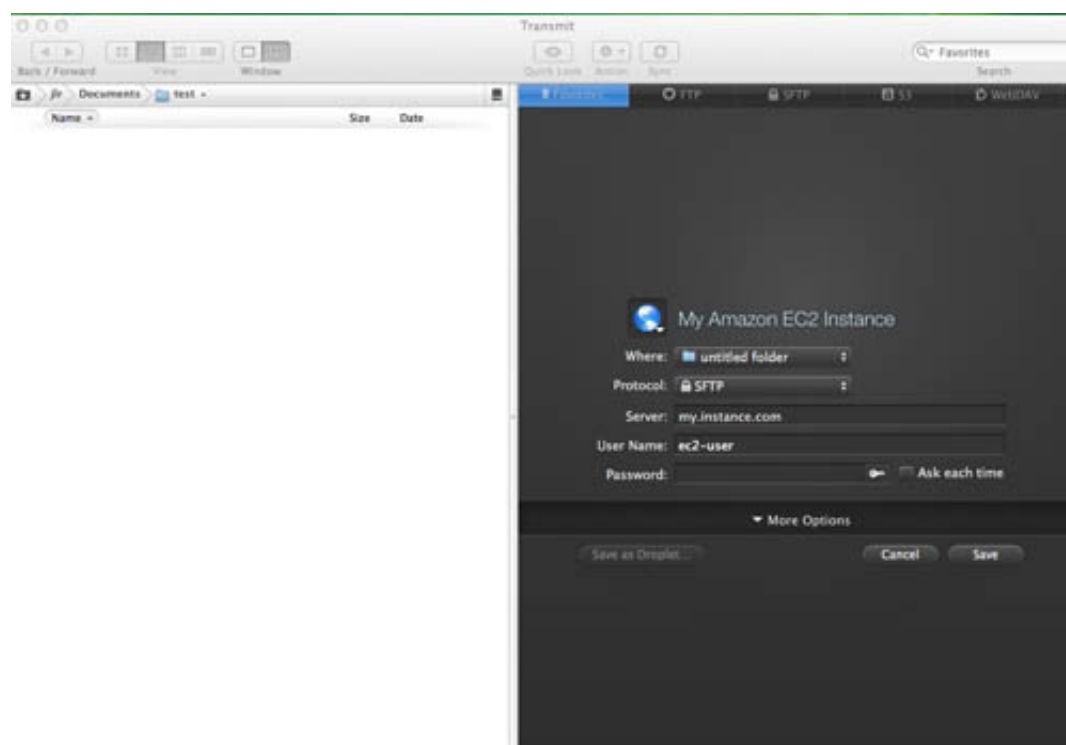 Transmit
Back / Forward
View
Window
Quick Look
Action
Sync
Favorites
Search
jlr
Documents
test
Name
Size
Date
Favorites
FTP
SFTP
S3
WebDAV
My Amazon EC2 Instance
Where: untitled folder
Protocol: SFTP
Server: my.instance.com
User Name: ec2-user
Password:
Ask each time
More Options
Save as Droplet...
Cancel
Save